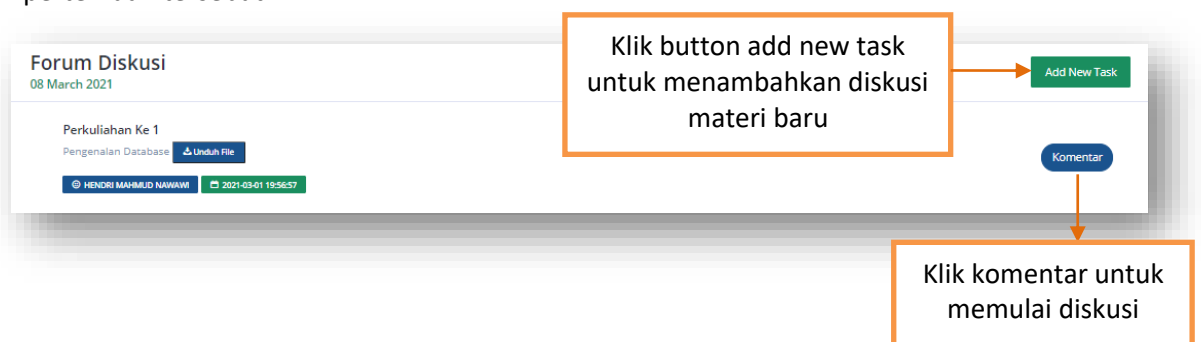 Klik button add new task
untuk menambahkan diskusi
materi baru
Forum Diskusi
08 March 2021
Add New Task
Perkuliahan Ke 1
Pengenalan Database Unduh File
Komentar
HENDRI MAHMUD NAWAWI 2021-03-01 19:56:57
Klik komentar untuk
memulai diskusi